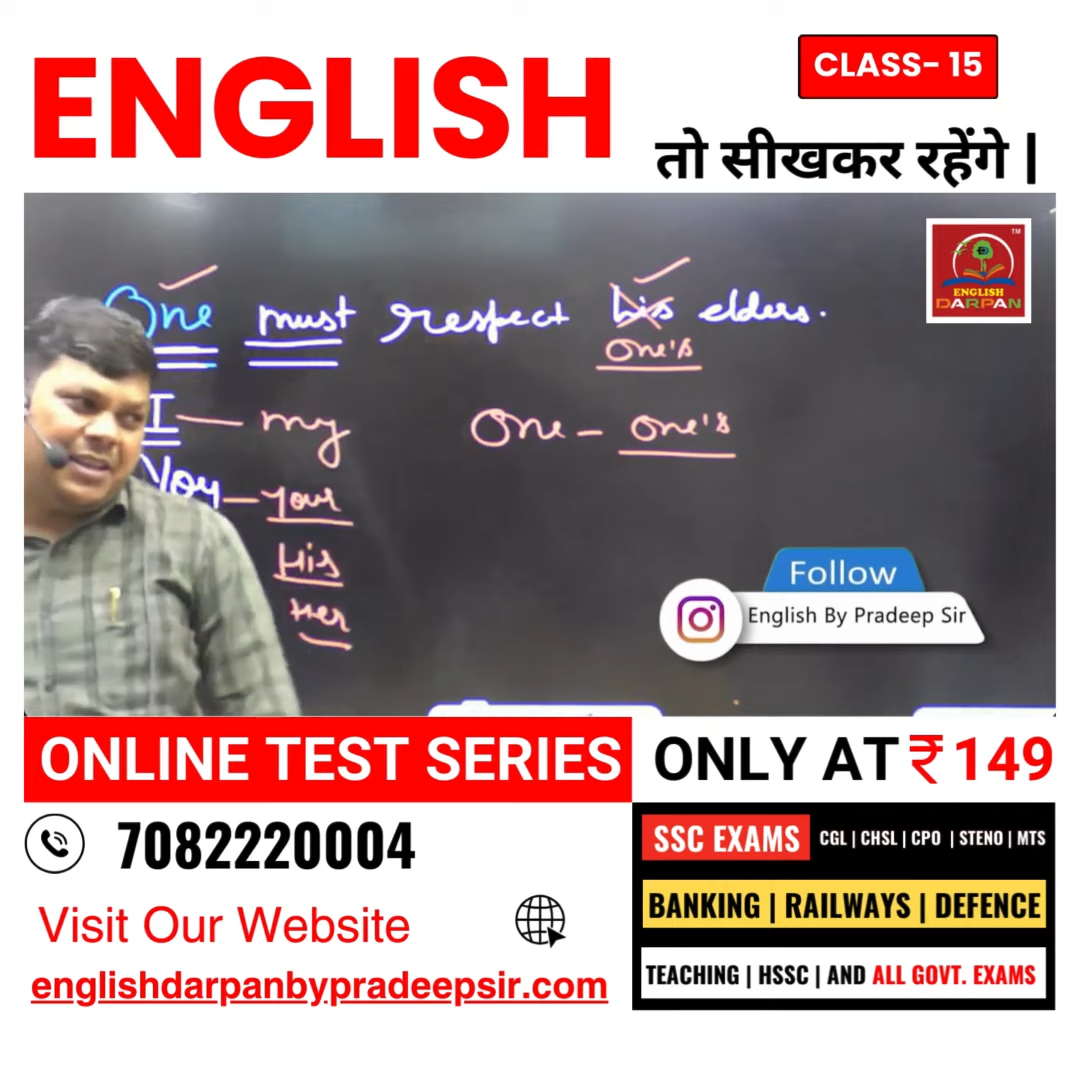 ENGLISH
CLASS- 15
तो सीखकर रहेंगे |
TM
ENGLISH
DARPAN
One must respect his elders.
one's
I — my
One — one's
You — your
His
Her
Follow
English By Pradeep Sir
ONLINE TEST SERIES
ONLY AT ₹ 149
7082220004
SSC EXAMS CGL | CHSL | CPO | STENO | MTS
BANKING | RAILWAYS | DEFENCE
Visit Our Website
TEACHING | HSSC | AND ALL GOVT. EXAMS
englishdarpanbypradeepsir.com